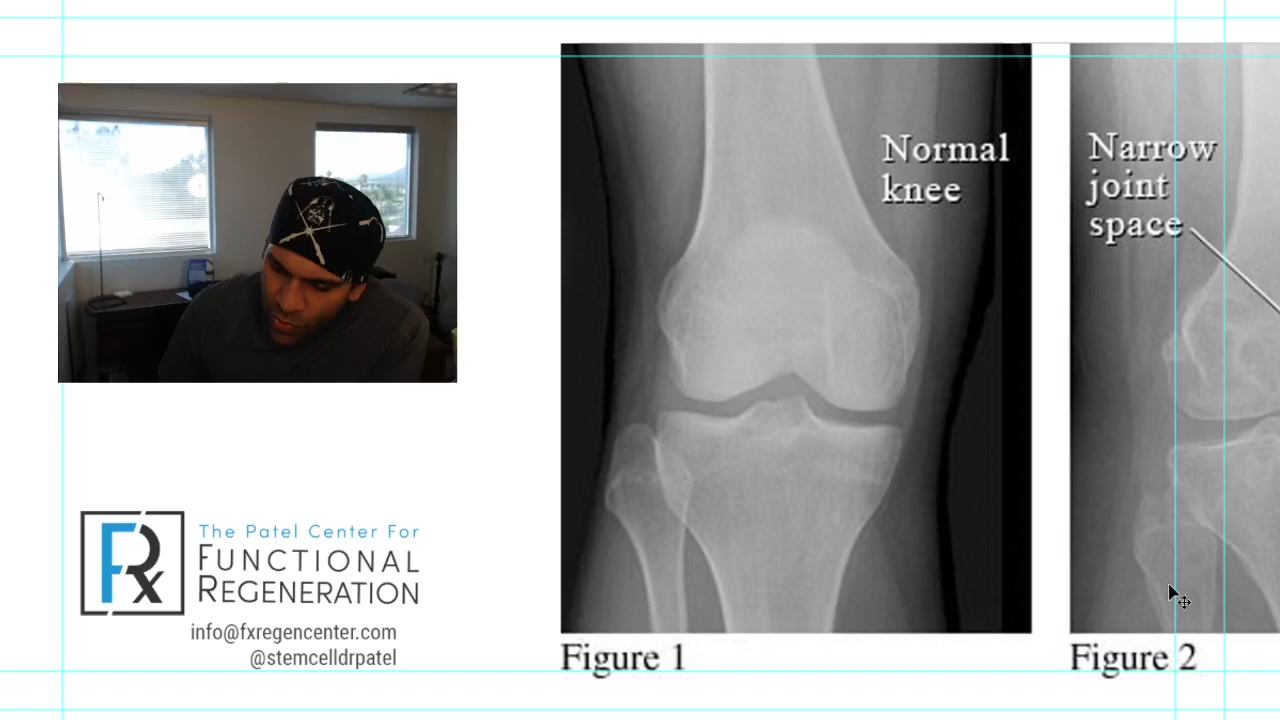 Normal
knee
Narrow
joint
space
The Patel Center For
FUNCTIONAL
REGENERATION
FRx
info@fxregencenter.com
@stemcelldrpatel
Figure 1
Figure 2